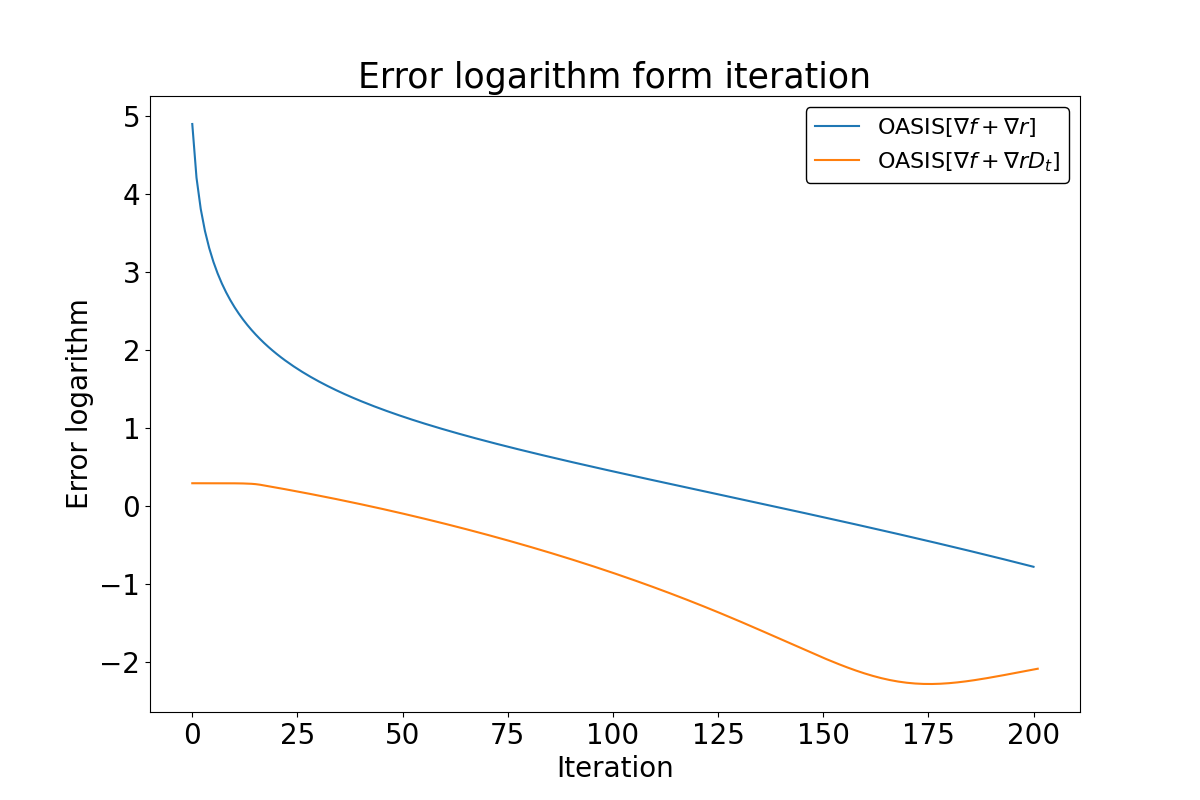 Error logarithm form iteration
OASIS[∇f + ∇r]
OASIS[∇f + ∇rDₜ]
Error logarithm
5
4
3
2
1
0
−1
−2
0 25 50 75 100 125 150 175 200
Iteration